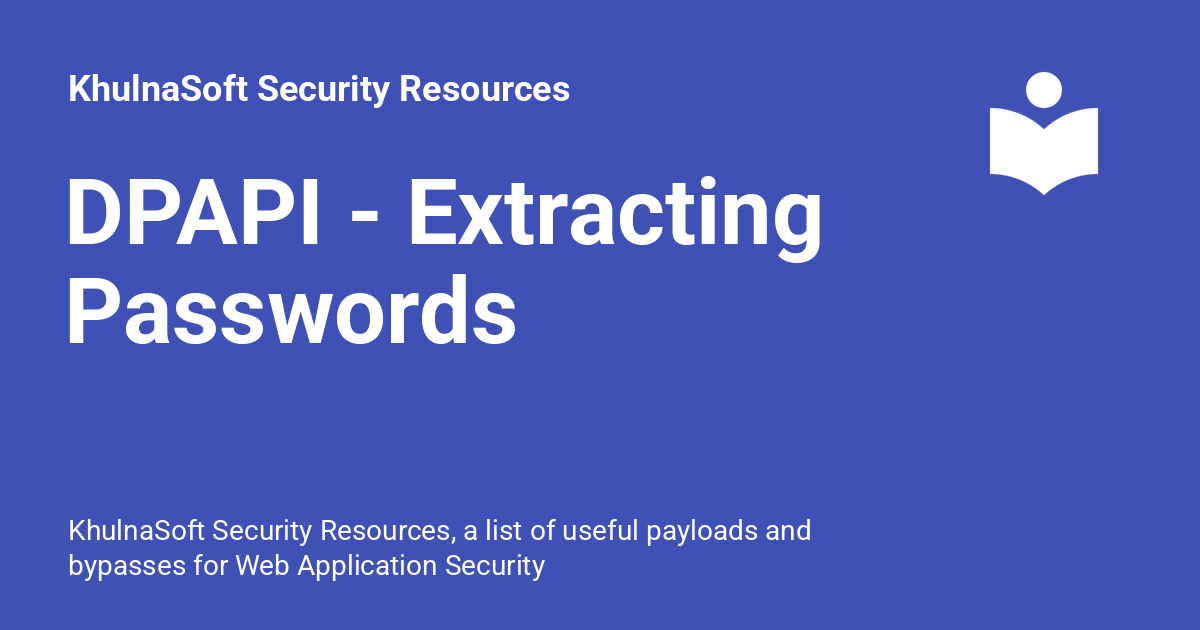 KhulnaSoft Security Resources
DPAPI - Extracting
Passwords
KhulnaSoft Security Resources, a list of useful payloads and
bypasses for Web Application Security